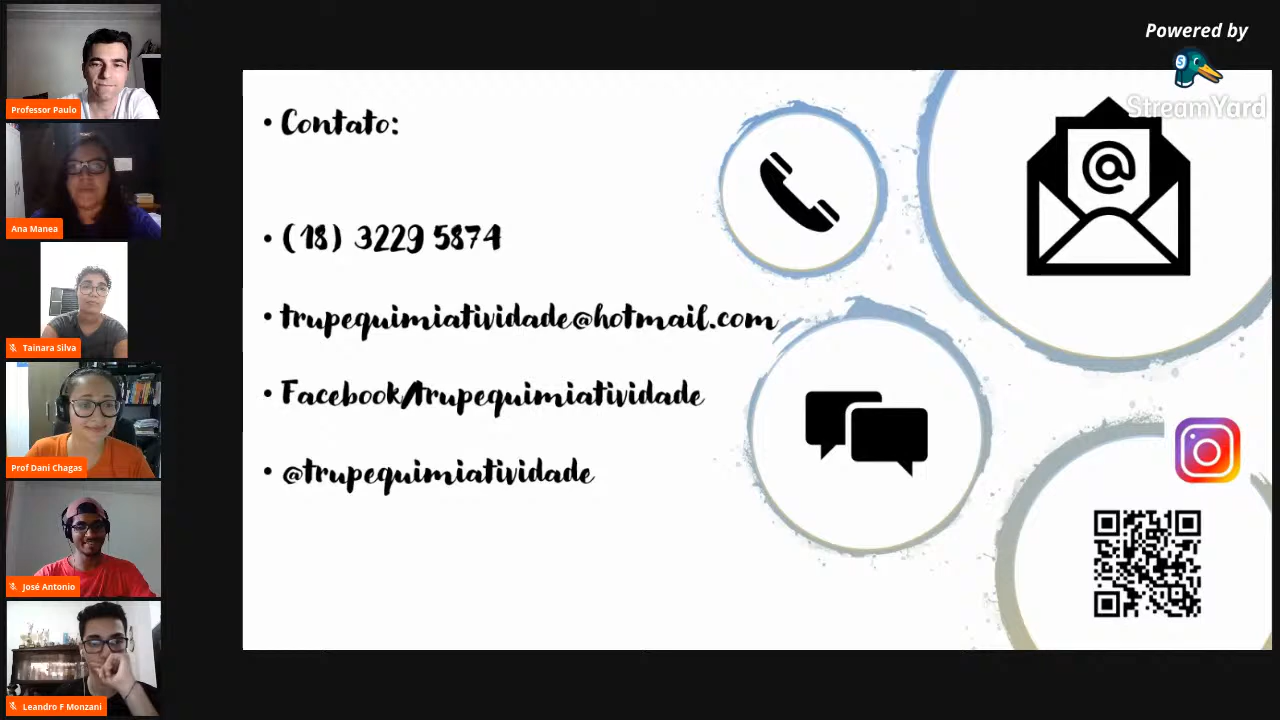 Powered by
StreamYard
Professor Paulo
Ana Manea
Tainara Silva
Prof Dani Chagas
José Antonio
Leandro F Monzani
• Contato:
• (18) 3229 5874
• trupequimiatividade@hotmail.com
• Facebook/trupequimiatividade
• @trupequimiatividade
@